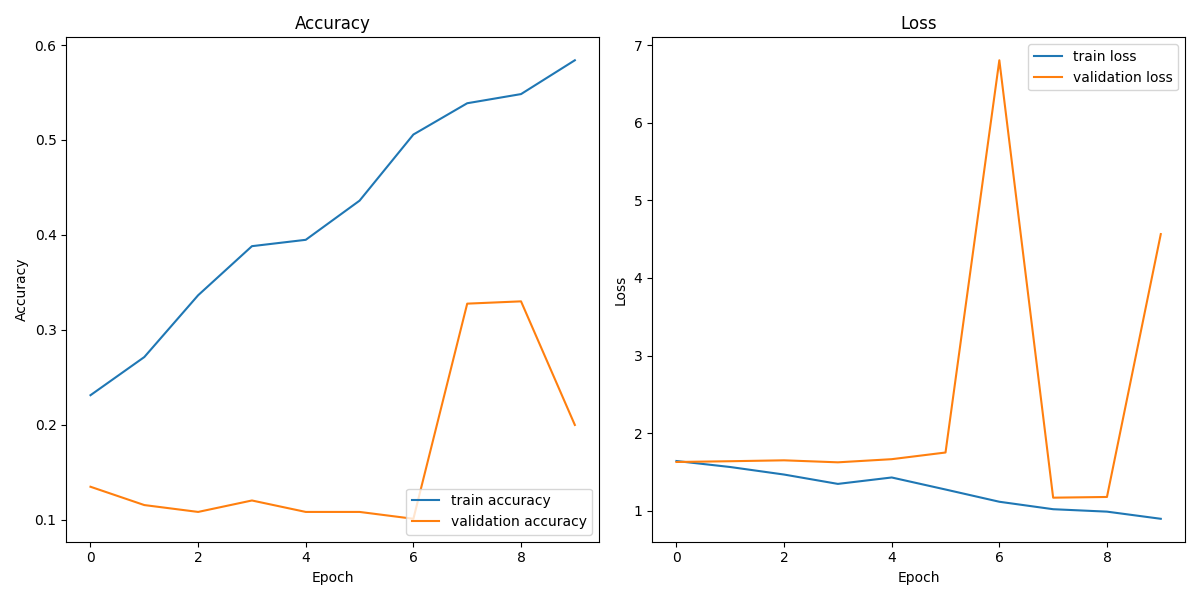 Accuracy
0.6
0.5
0.4
0.3
0.2
0.1
Accuracy
train accuracy
validation accuracy
0 2 4 6 8
Epoch
Loss
7
6
5
4
3
2
1
Loss
train loss
validation loss
0 2 4 6 8
Epoch